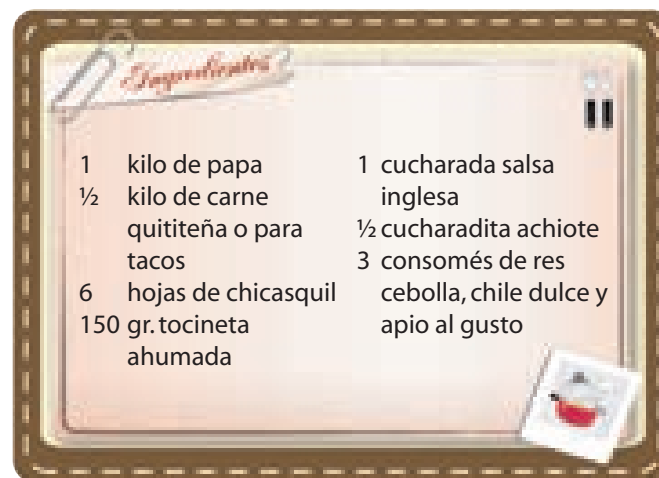 Ingredientes
1 kilo de papa
½ kilo de carne
quititeña o para
tacos
6 hojas de chicasquil
150 gr. tocineta
ahumada
1 cucharada salsa
inglesa
½ cucharadita achiote
3 consomés de res
cebolla, chile dulce y
apio al gusto